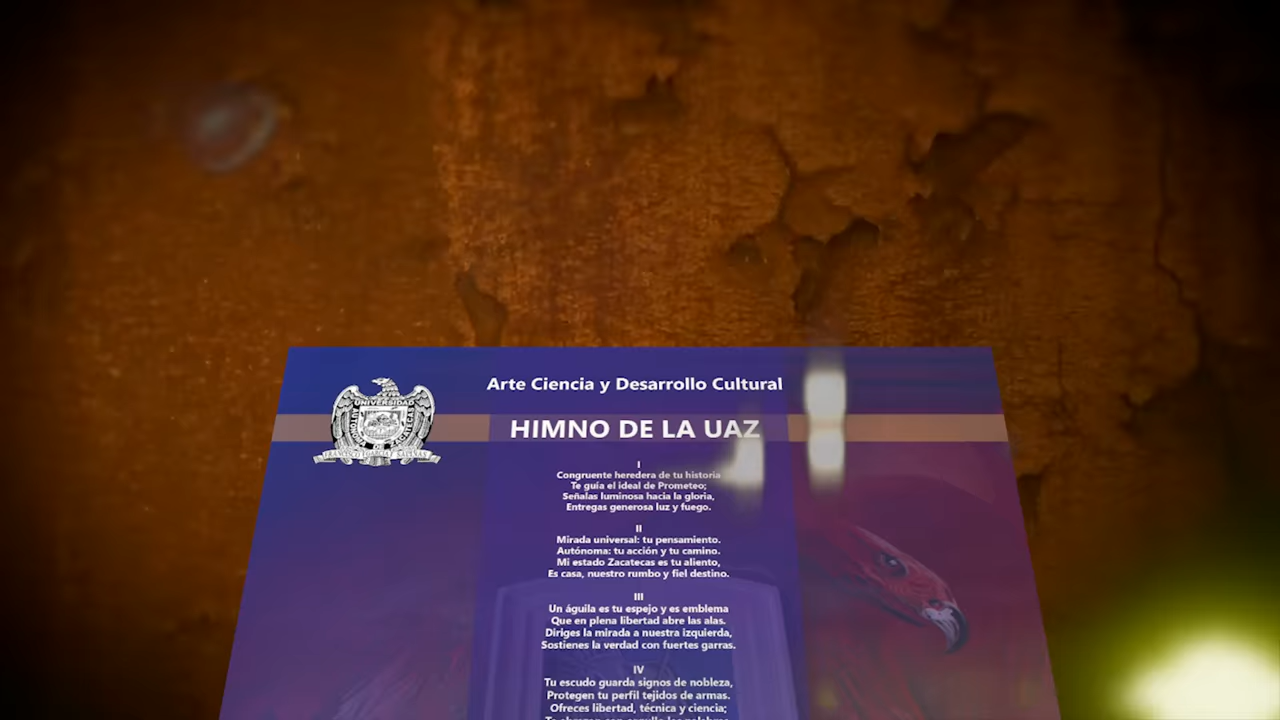 Arte Ciencia y Desarrollo Cultural
UNIVERSIDAD
HIMNO DE LA UAZ
I
Congruente heredera de tu historia
Te guía el ideal de Prometeo;
Señalas luminosa hacia la gloria,
Entregas generosa luz y fuego.
II
Mirada universal: tu pensamiento.
Autónoma: tu acción y tu camino.
Mi estado Zacatecas es tu aliento,
Es casa, nuestro rumbo y fiel destino.
III
Un águila es tu espejo y es emblema
Que en plena libertad abre las alas.
Diriges la mirada a nuestra izquierda,
Sostienes la verdad con fuertes garras.
IV
Tu escudo guarda signos de nobleza,
Protegen tu perfil tejidos de armas.
Ofreces libertad, técnica y ciencia;